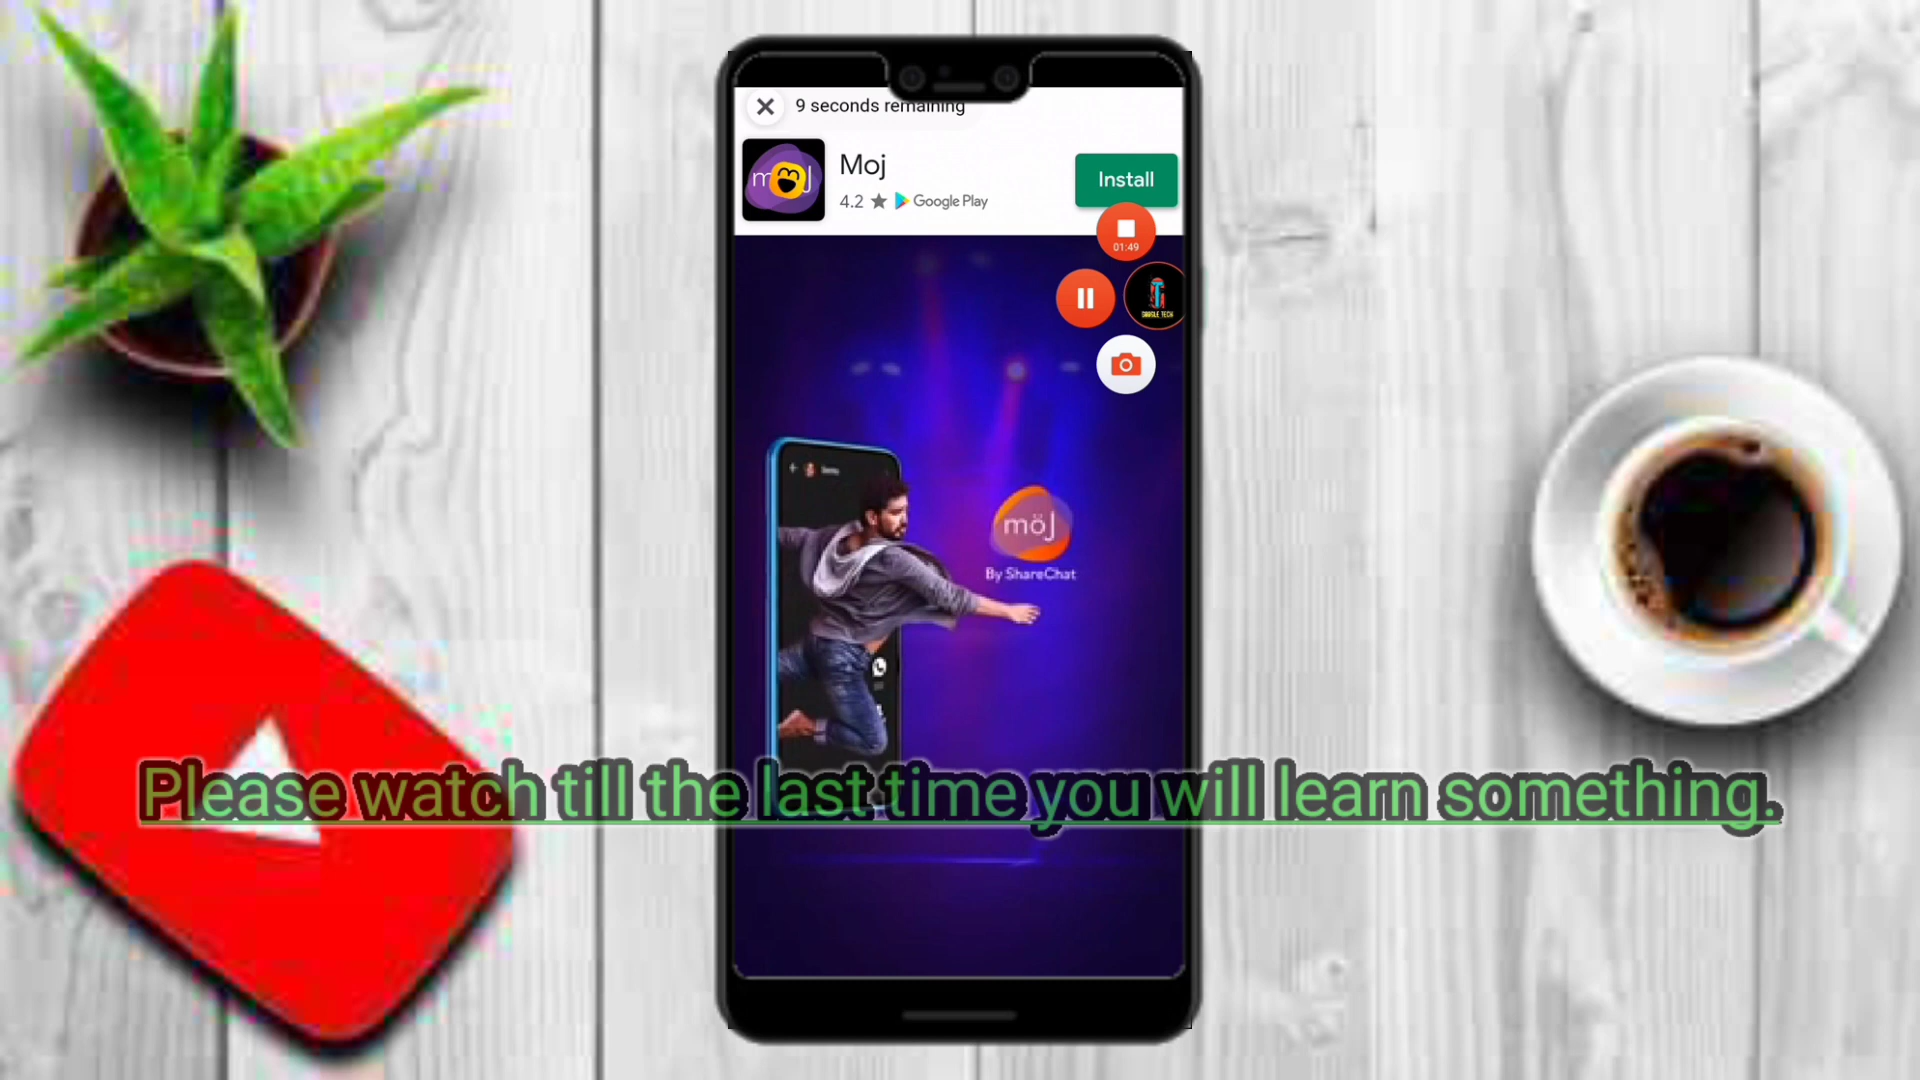 9 seconds remaining
Moj
4.2 ★ Google Play
Install
01:49
moj
By ShareChat
Please watch till the last time you will learn something.